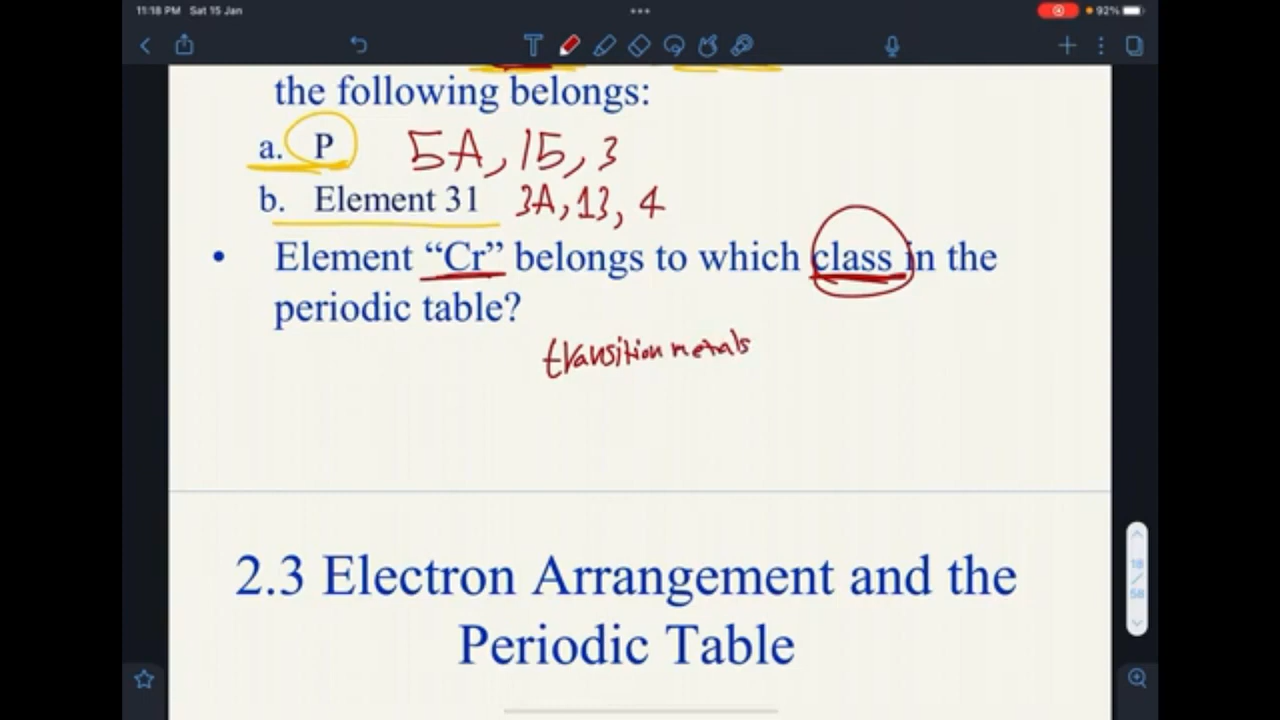 11:18 PM Sat 15 Jan
92%
T
the following belongs:
a. P 5A, 15, 3
b. Element 31 3A, 13, 4
• Element “Cr” belongs to which class in the
periodic table?
transition metals
2.3 Electron Arrangement and the
Periodic Table
18
/
58